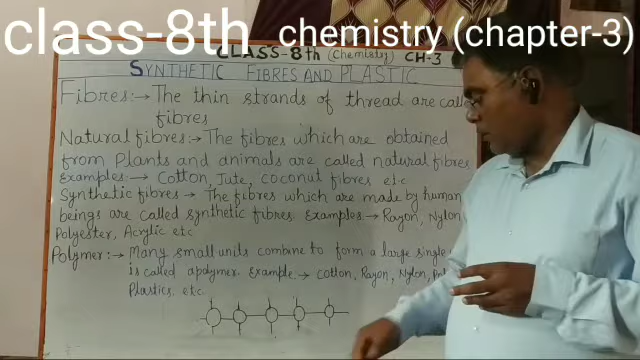 class-8th chemistry (chapter-3)
CLASS-8th (Chemistry) CH-3
SYNTHETIC FIBRES AND PLASTIC
Fibres:→ The thin strands of thread are call
fibres
Natural fibres:→ The fibres which are obtained
from Plants and animals are called natural fibres
Examples:→ Cotton, Jute, coconut fibres etc
Synthetic fibres → The fibres which are made by human
beings are called synthetic fibres Examples → Rayon, Nylon
Polyester, Acrylic etc
Polymer:→ Many small units combine to form a large single
is called apolymer. Example.→ Cotton, Rayon, Nylon,
Plastics. etc.